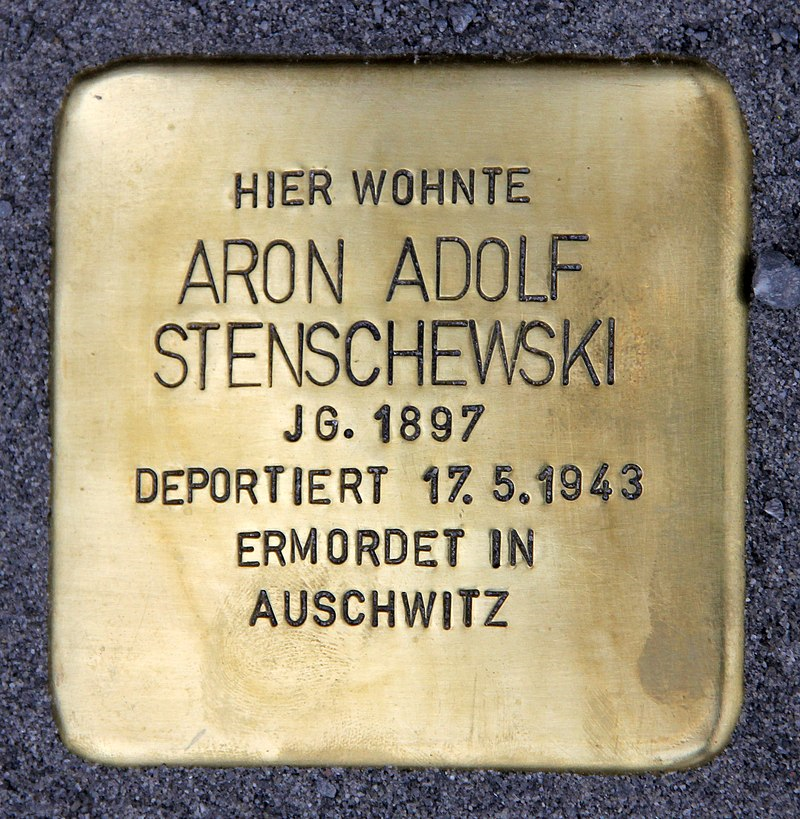 HIER WOHNTE
ARON ADOLF
STENSCHEWSKI
JG. 1897
DEPORTIERT 17.5.1943
ERMORDET IN
AUSCHWITZ